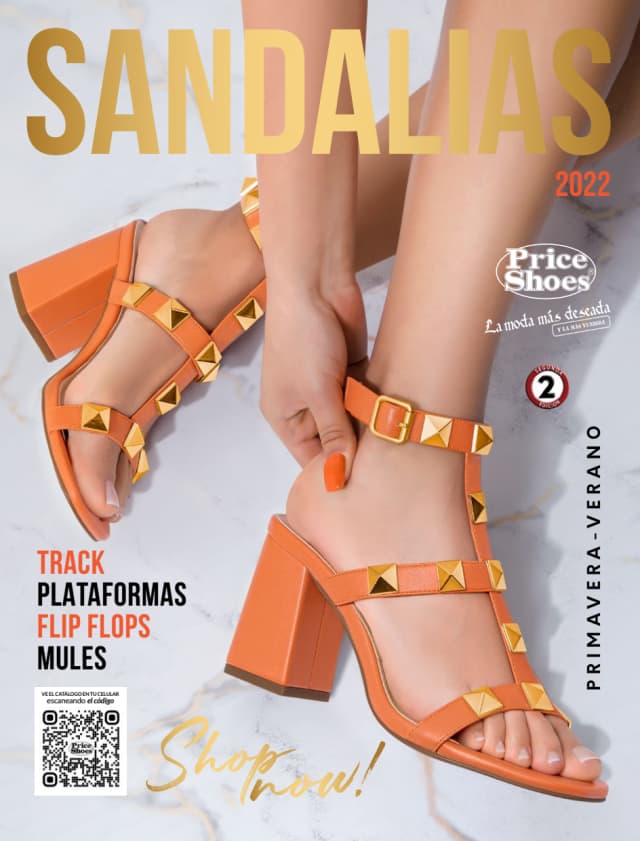 SANDALIAS
2022
Price
Shoes®
La moda más deseada
Y LA MÁS VENDIDA
SEGUNDA
2
EDICIÓN
PRIMAVERA-VERANO
TRACK
PLATAFORMAS
FLIP FLOPS
MULES
VE EL CATÁLOGO EN TU CELULAR
escaneando el código
Price
Shoes
Shop
now!